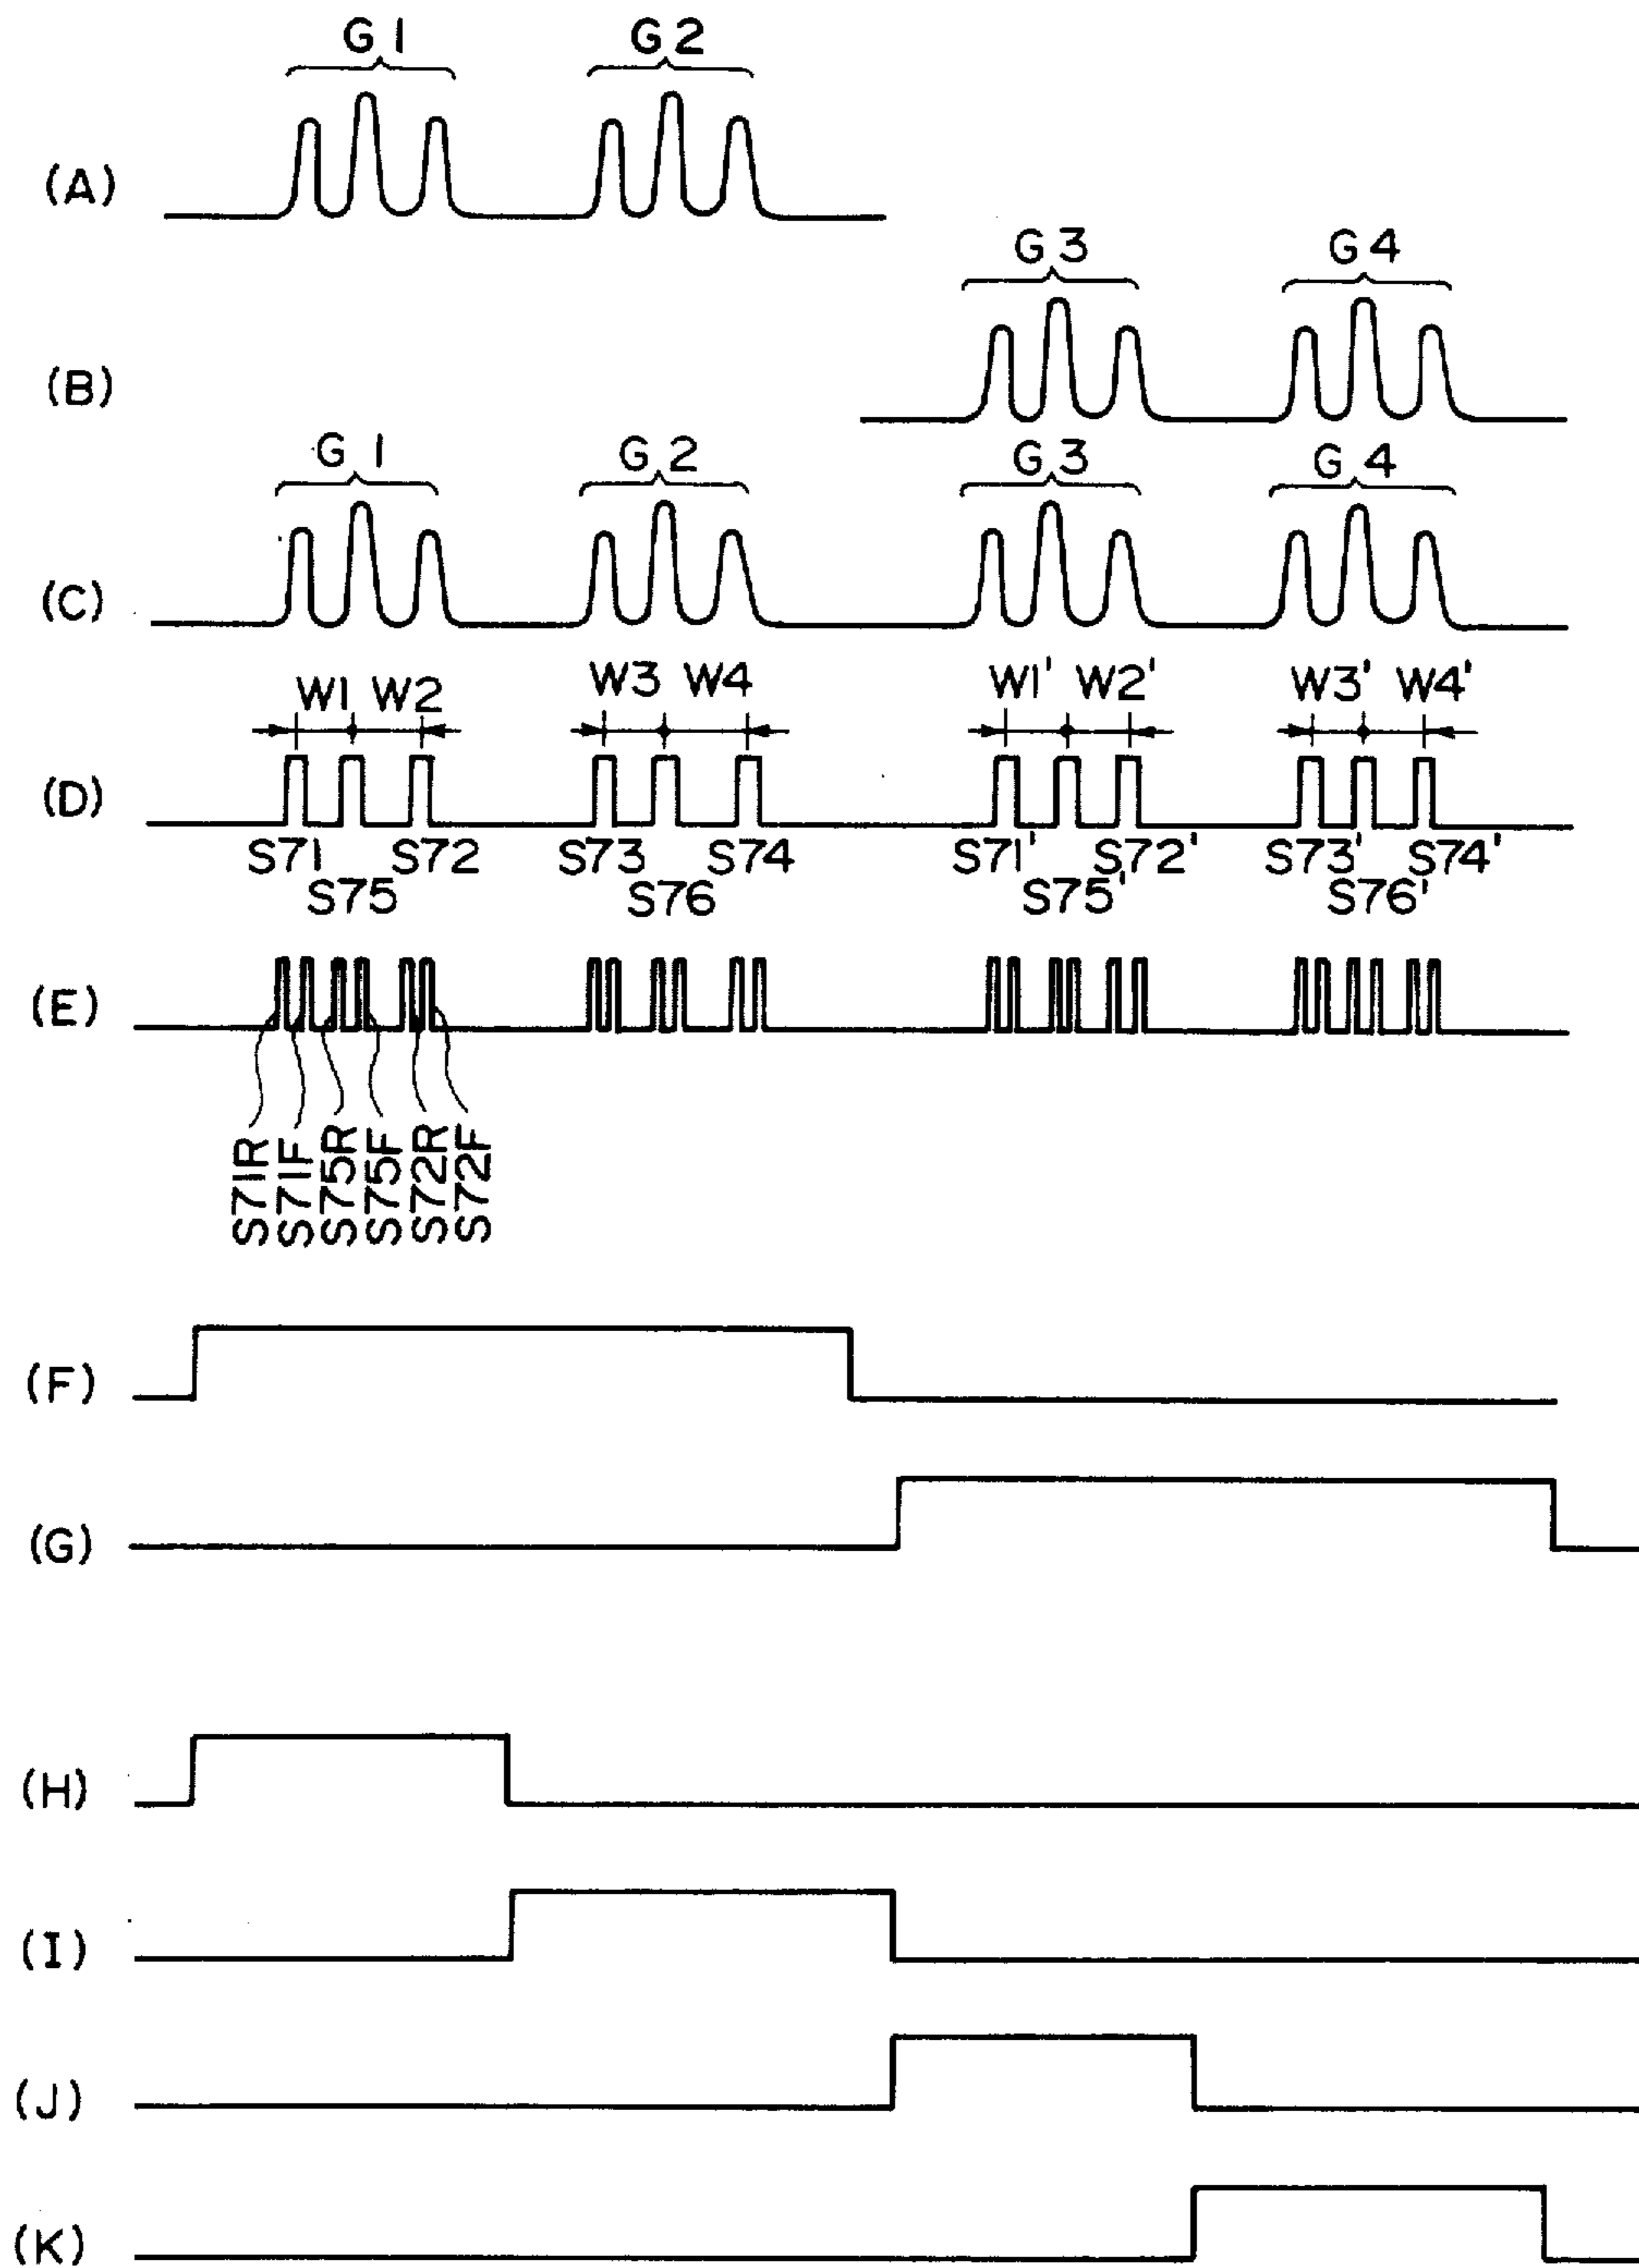 G1 G2
(A)
G3 G4
(B)
G1 G2 G3 G4
(C)
W1 W2 W3 W4 W1' W2' W3' W4'
(D)
S71 S72 S73 S74 S71' S72' S73' S74'
S75 S76 S75' S76'
(E)
S71R
S71F
S75R
S75F
S72R
S72F
(F)
(G)
(H)
(I)
(J)
(K)